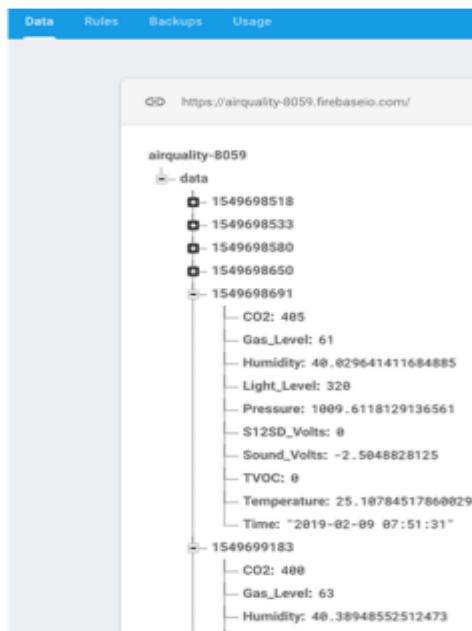 Data Rules Backups Usage
https://airquality-8059.firebaseio.com/
airquality-8059
data
1549698518
1549698533
1549698580
1549698650
1549698691
CO2: 405
Gas_Level: 61
Humidity: 40.029641411684885
Light_Level: 320
Pressure: 1009.6118129136561
S12SD_Volts: 0
Sound_Volts: -2.5048828125
TVOC: 0
Temperature: 25.10784517860029
Time: "2019-02-09 07:51:31"
1549699183
CO2: 400
Gas_Level: 63
Humidity: 40.38948552512473